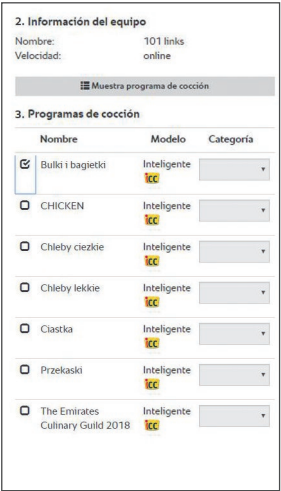 2. Información del equipo
Nombre: 101 links
Velocidad: online
Muestra programa de cocción
3. Programas de cocción
Nombre Modelo Categoría
Bulki i bagietki Inteligente
icc
CHICKEN Inteligente
icc
Chleby ciezkie Inteligente
icc
Chleby lekkie Inteligente
icc
Ciastka Inteligente
icc
Przekaski Inteligente
icc
The Emirates Inteligente
Culinary Guild 2018 icc